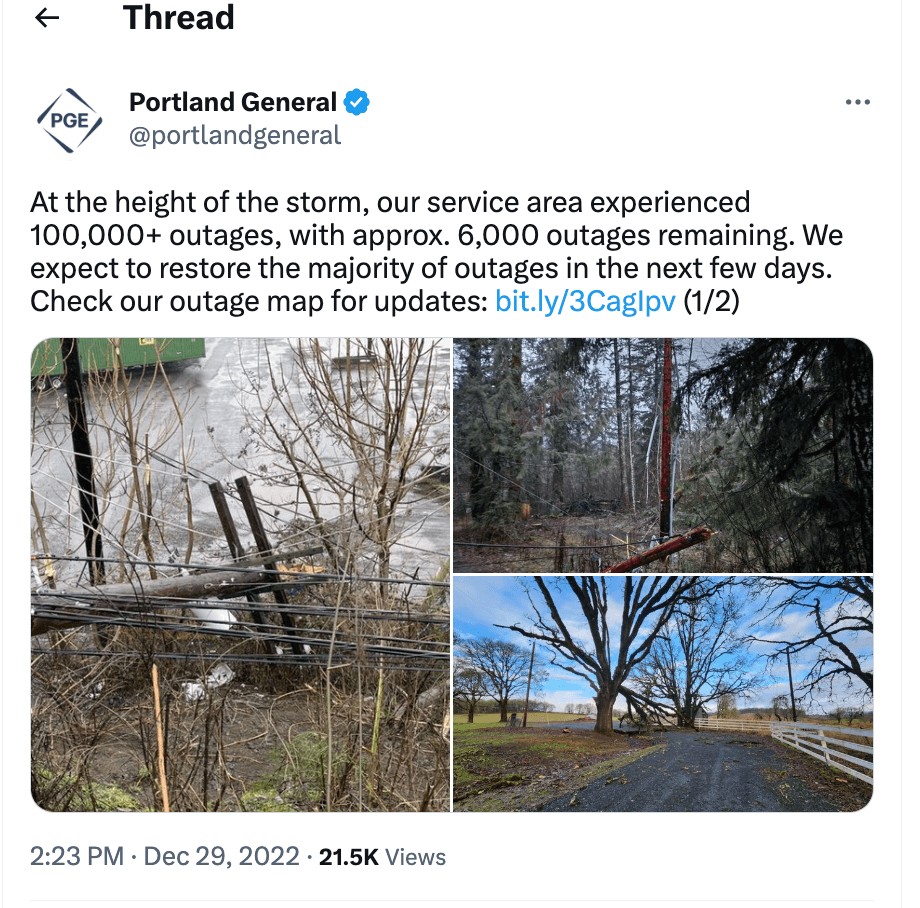 Thread
PGE
Portland General
@portlandgeneral
At the height of the storm, our service area experienced
100,000+ outages, with approx. 6,000 outages remaining. We
expect to restore the majority of outages in the next few days.
Check our outage map for updates: bit.ly/3CagIpv (1/2)
2:23 PM · Dec 29, 2022 · 21.5K Views